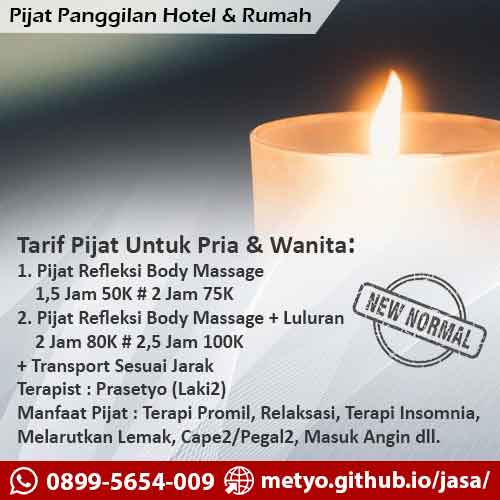 Pijat Panggilan Hotel & Rumah
Tarif Pijat Untuk Pria & Wanita:
1. Pijat Refleksi Body Massage
1,5 Jam 50K # 2 Jam 75K
2. Pijat Refleksi Body Massage + Luluran
2 Jam 80K # 2,5 Jam 100K
+ Transport Sesuai Jarak
Terapist : Prasetyo (Laki2)
Manfaat Pijat : Terapi Promil, Relaksasi, Terapi Insomnia,
Melarutkan Lemak, Cape2/Pegal2, Masuk Angin dll.
NEW NORMAL
0899-5654-009 metyo.github.io/jasa/